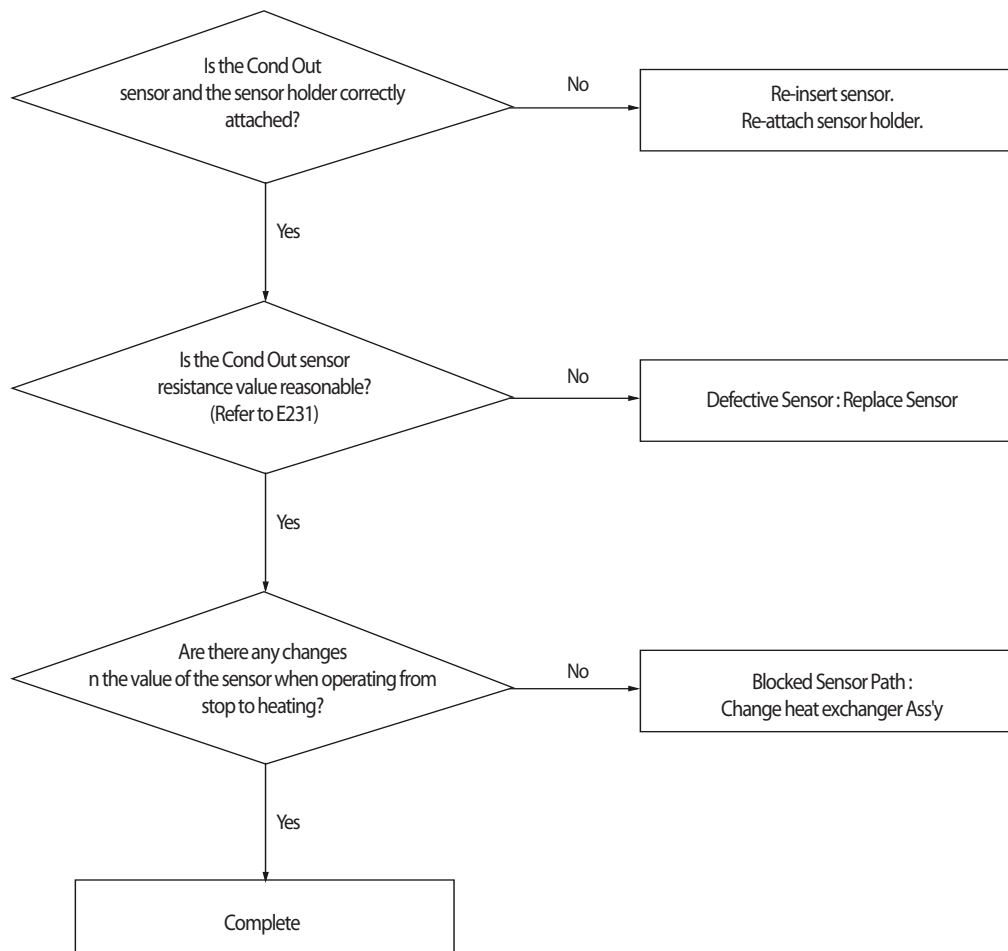 Is the Cond Out
sensor and the sensor holder correctly
attached?
No
Re-insert sensor.
Re-attach sensor holder.
Yes
Is the Cond Out sensor
resistance value reasonable?
(Refer to E231)
No
Defective Sensor : Replace Sensor
Yes
Are there any changes
n the value of the sensor when operating from
stop to heating?
No
Blocked Sensor Path :
Change heat exchanger Ass'y
Yes
Complete